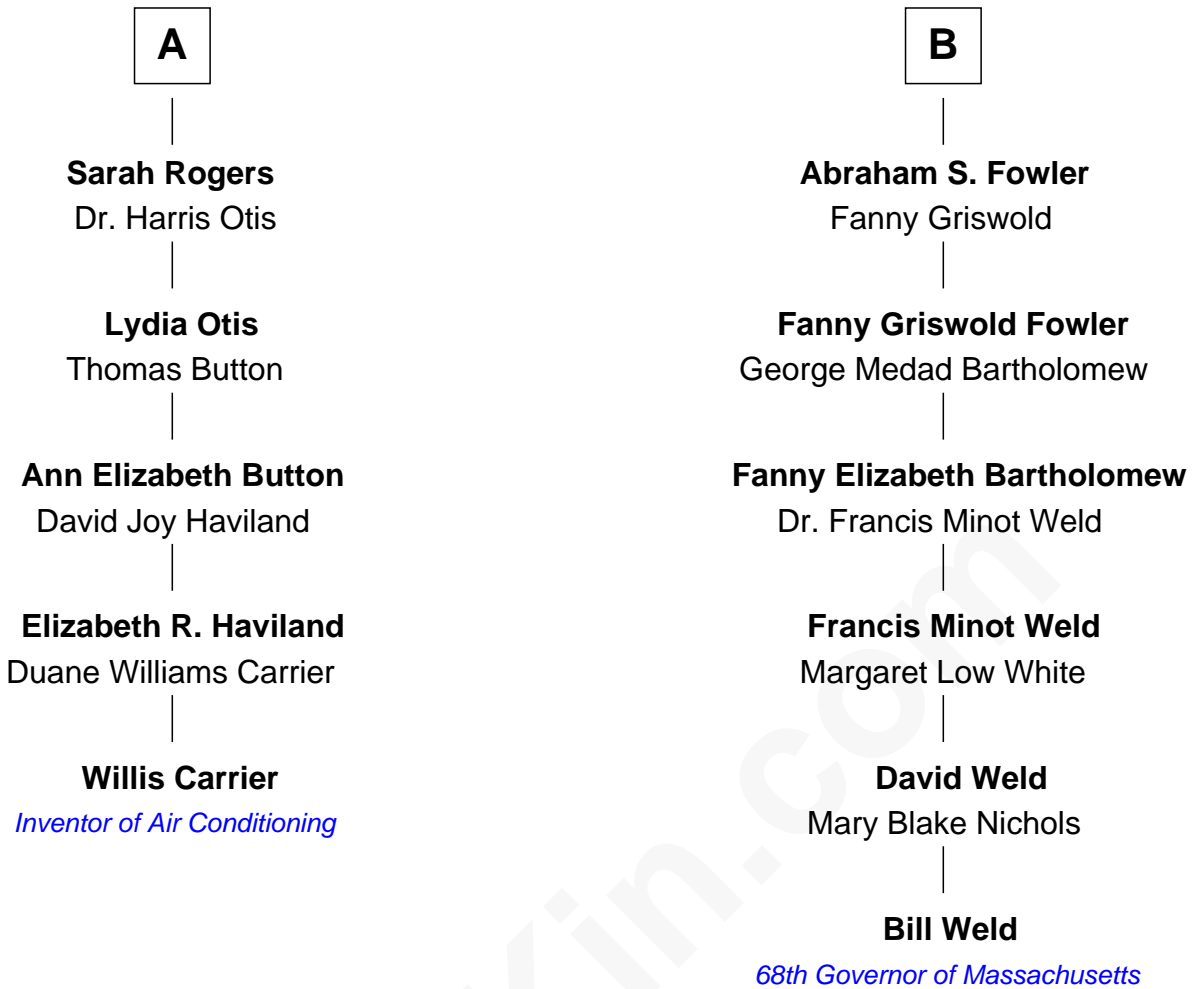 A
Sarah Rogers
Dr. Harris Otis
Lydia Otis
Thomas Button
Ann Elizabeth Button
David Joy Haviland
Elizabeth R. Haviland
Duane Williams Carrier
Willis Carrier
Inventor of Air Conditioning
B
Abraham S. Fowler
Fanny Griswold
Fanny Griswold Fowler
George Medad Bartholomew
Fanny Elizabeth Bartholomew
Dr. Francis Minot Weld
Francis Minot Weld
Margaret Low White
David Weld
Mary Blake Nichols
Bill Weld
68th Governor of Massachusetts
Kin.com